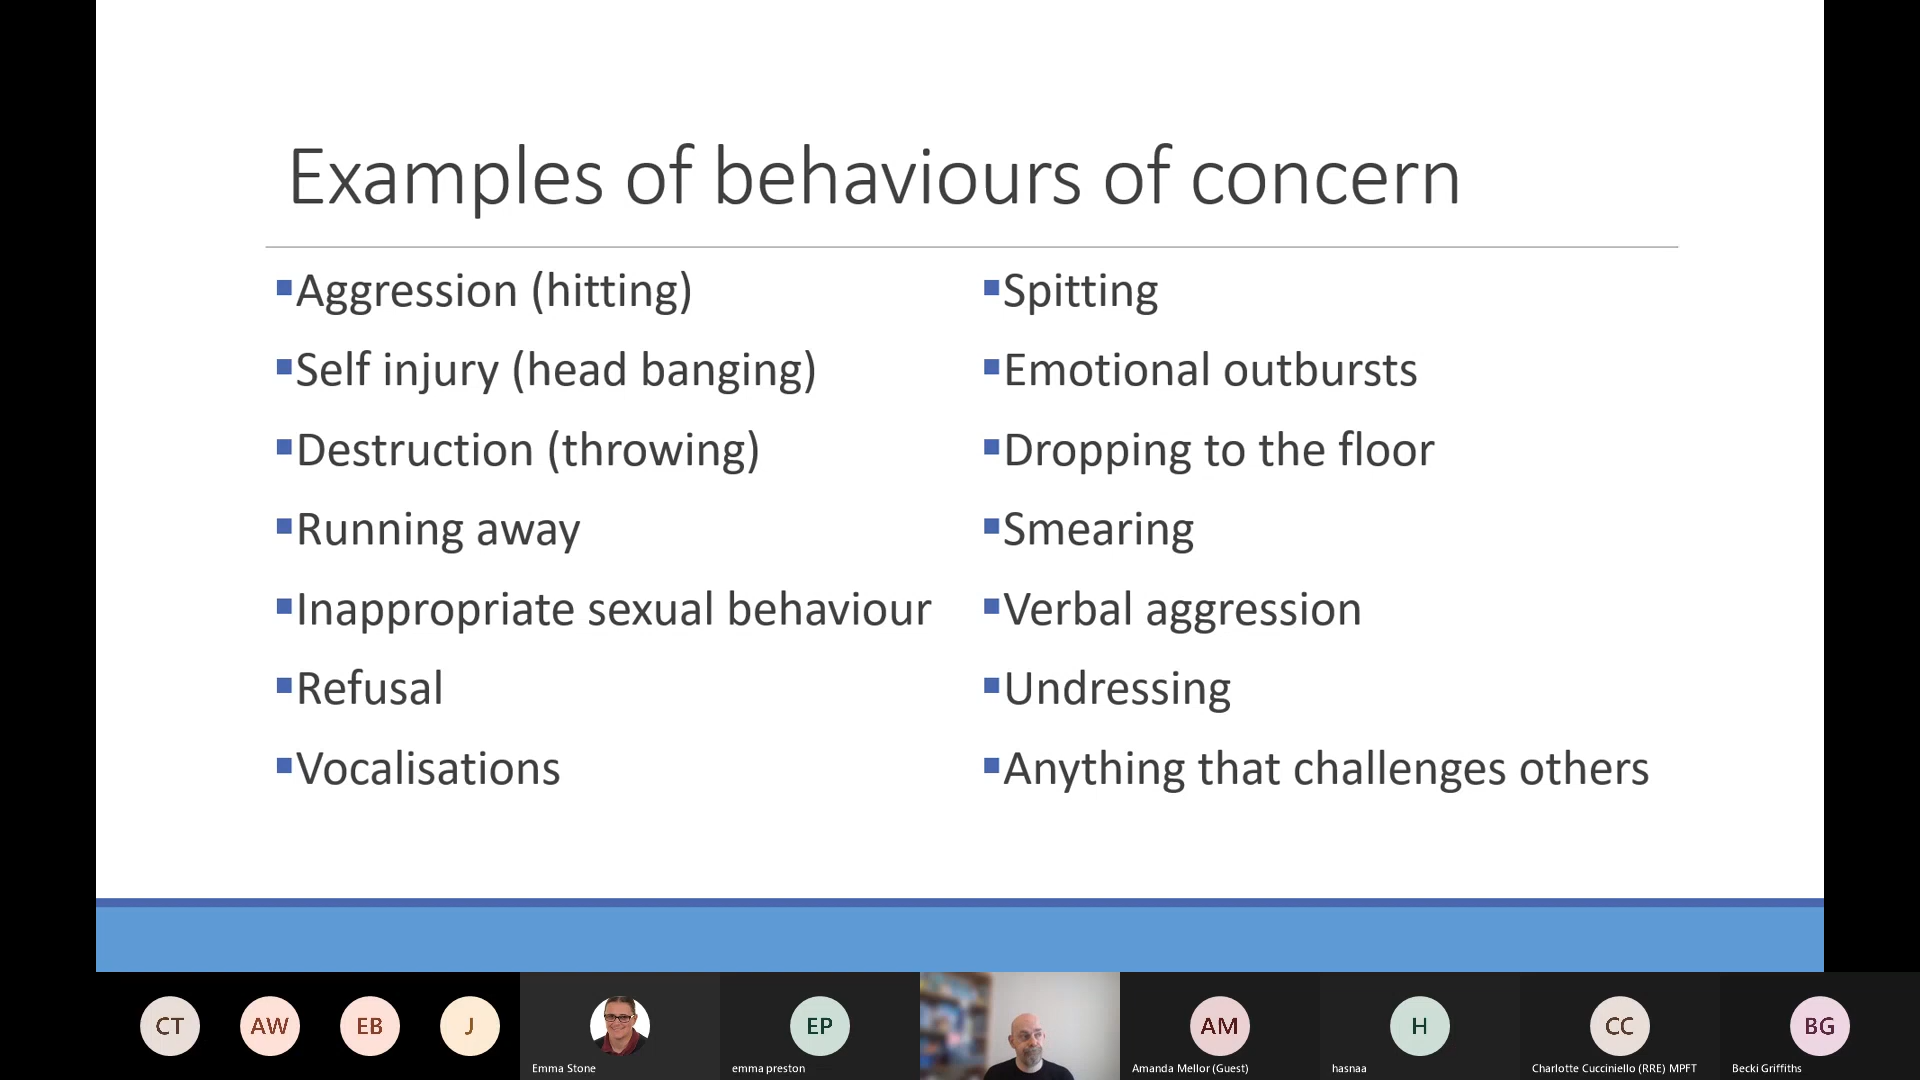 Examples of behaviours of concern
▪Aggression (hitting)
▪Self injury (head banging)
▪Destruction (throwing)
▪Running away
▪Inappropriate sexual behaviour
▪Refusal
▪Vocalisations
▪Spitting
▪Emotional outbursts
▪Dropping to the floor
▪Smearing
▪Verbal aggression
▪Undressing
▪Anything that challenges others
CT
AW
EB
J
Emma Stone
EP
emma preston
AM
Amanda Mellor (Guest)
H
hasnaa
CC
Charlotte Cucciniello (RRE) MPFT
BG
Becki Griffiths